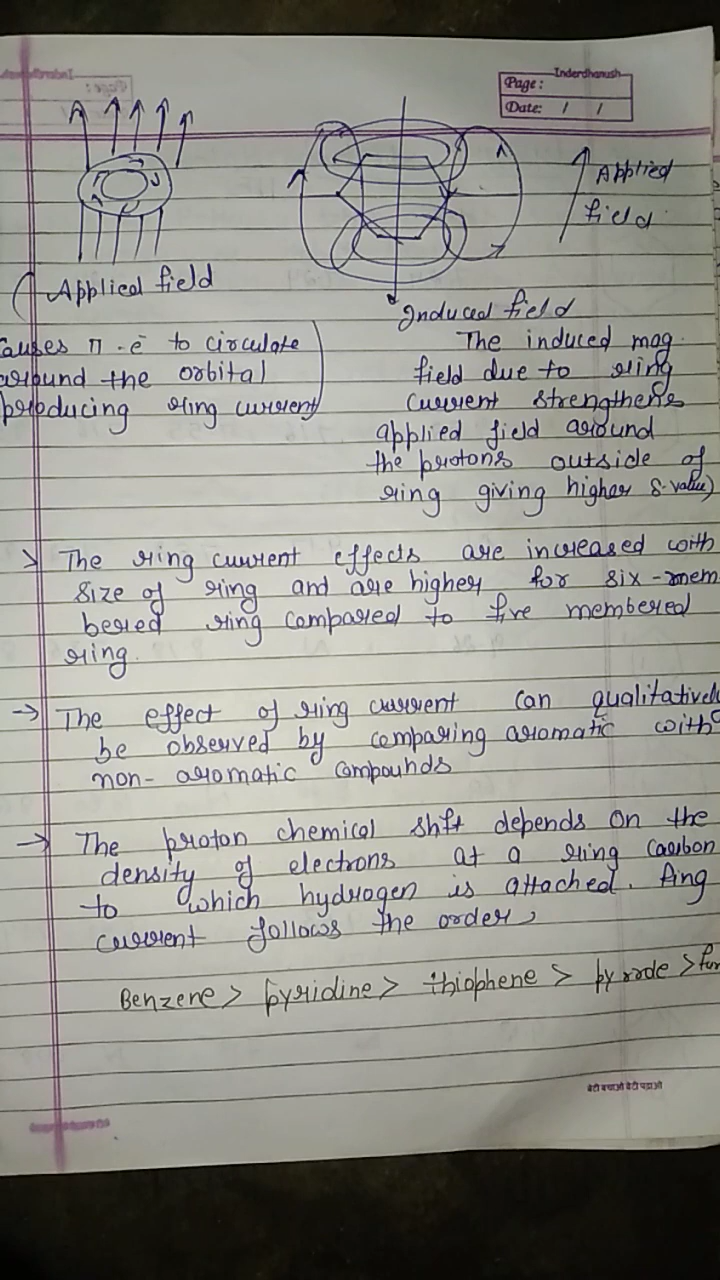 Inderdhanush
Page :
Date: / /
Applied
field
Applied field
Induced field
causes π-e⁻ to circulate
around the orbital
producing ring current
The induced mag.
field due to ring
current strengthens
applied field around
the protons outside of
ring giving higher δ-value)
> The ring current effects are increased with
size of ring and are higher for six-mem
bered ring compared to five membered
ring.
→ The effect of ring current can qualitatively
be observed by comparing aromatic with
non-aromatic compounds
→ The proton chemical shft depends on the
density of electrons at a ring carbon
to which hydrogen is attached. Ring
current follows the order,
Benzene > pyridine > thiophene > pyrrole > fur
बेटी बचाओ बेटी पढ़ाओ